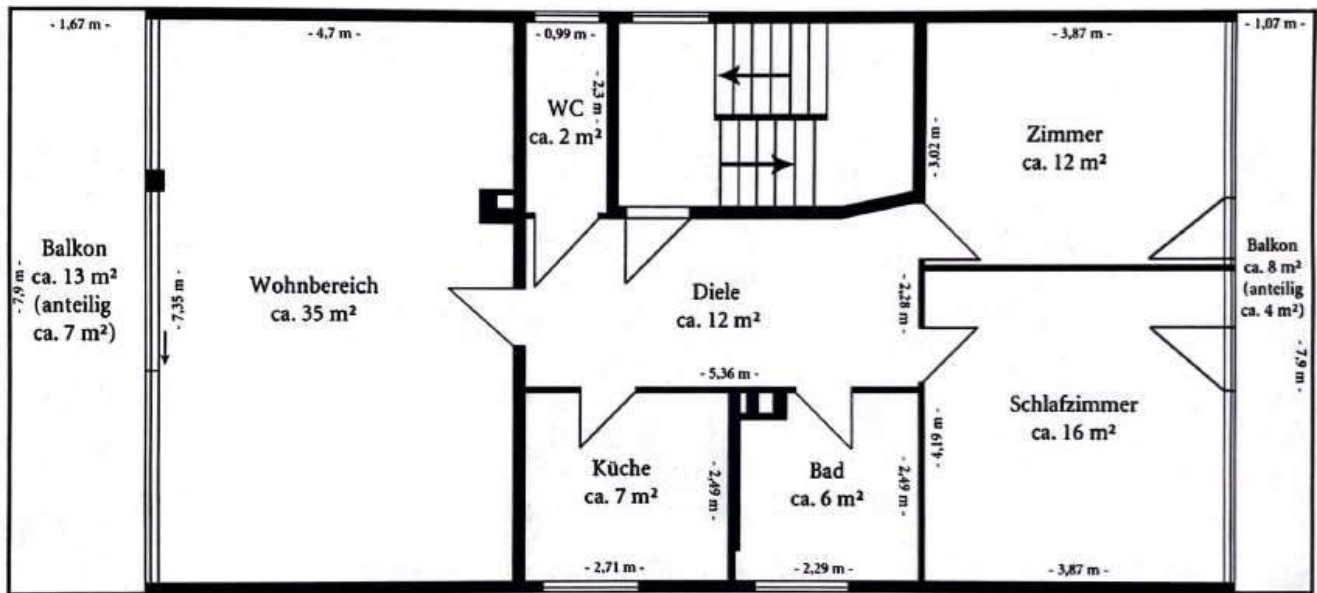 - 1,67 m -
- 4,7 m -
- 0,99 m -
- 3,87 m -
- 1,07 m -
- 2,3 m -
WC
ca. 2 m²
- 3,02 m -
Zimmer
ca. 12 m²
Balkon
ca. 13 m²
(anteilig
ca. 7 m²)
- 7,9 m -
- 7,35 m -
Wohnbereich
ca. 35 m²
Diele
ca. 12 m²
- 2,28 m -
- 5,36 m -
Balkon
ca. 8 m²
(anteilig
ca. 4 m²)
- 7,9 m -
Schlafzimmer
ca. 16 m²
- 4,19 m -
Küche
ca. 7 m²
- 2,49 m -
Bad
ca. 6 m²
- 2,49 m -
- 2,71 m -
- 2,29 m -
- 3,87 m -